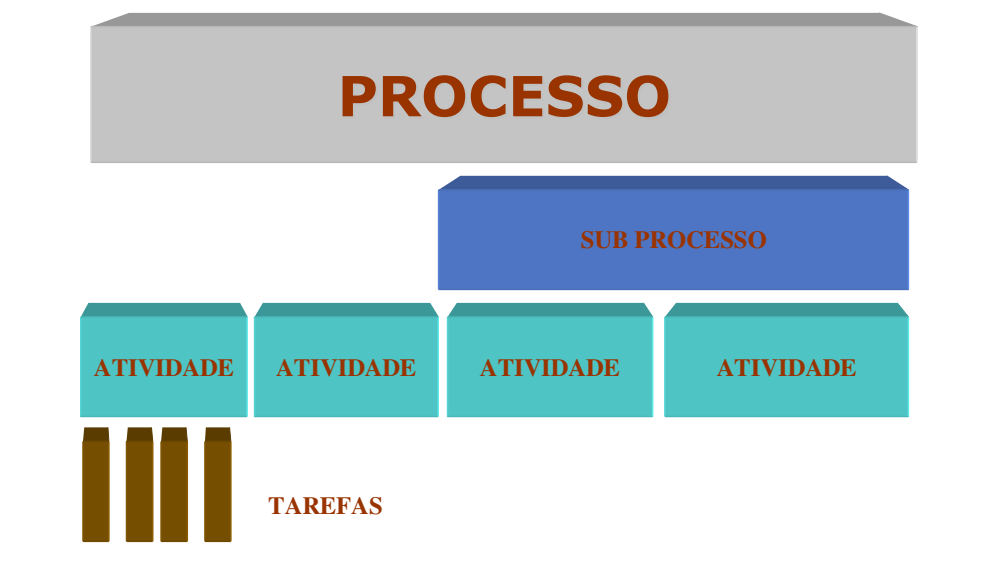 PROCESSO
SUB PROCESSO
ATIVIDADE ATIVIDADE ATIVIDADE ATIVIDADE
TAREFAS